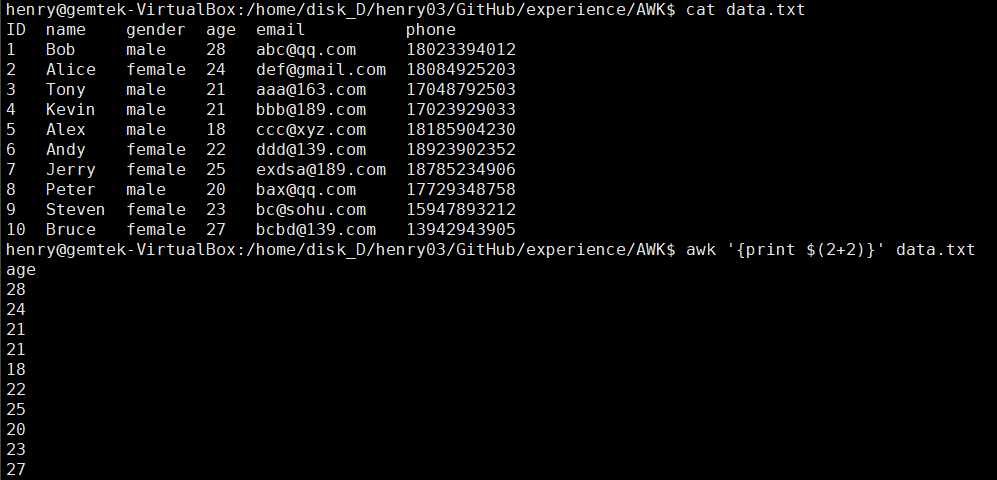 henry@gemtek-VirtualBox:/home/disk_D/henry03/GitHub/experience/AWK$ cat data.txt
ID  name    gender  age  email          phone
1   Bob     male    28   abc@qq.com     18023394012
2   Alice   female  24   def@gmail.com  18084925203
3   Tony    male    21   aaa@163.com    17048792503
4   Kevin   male    21   bbb@189.com    17023929033
5   Alex    male    18   ccc@xyz.com    18185904230
6   Andy    female  22   ddd@139.com    18923902352
7   Jerry   female  25   exdsa@189.com  18785234906
8   Peter   male    20   bax@qq.com     17729348758
9   Steven  female  23   bc@sohu.com    15947893212
10  Bruce   female  27   bcbd@139.com   13942943905
henry@gemtek-VirtualBox:/home/disk_D/henry03/GitHub/experience/AWK$ awk '{print $(2+2)}' data.txt
age
28
24
21
21
18
22
25
20
23
27